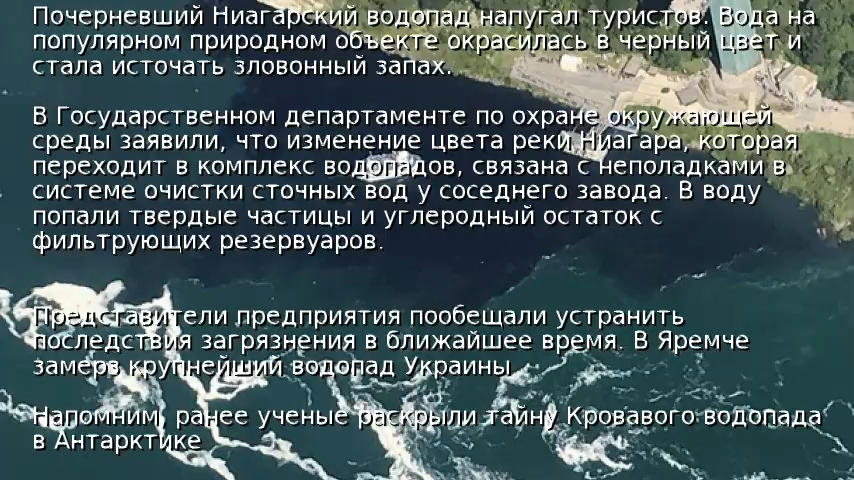 Почерневший Ниагарский водопад напугал туристов. Вода на
популярном природном объекте окрасилась в черный цвет и
стала источать зловонный запах.
В Государственном департаменте по охране окружающей
среды заявили, что изменение цвета реки Ниагара, которая
переходит в комплекс водопадов, связана с неполадками в
системе очистки сточных вод у соседнего завода. В воду
попали твердые частицы и углеродный остаток с
фильтрующих резервуаров.
Представители предприятия пообещали устранить
последствия загрязнения в ближайшее время. В Яремче
замерз крупнейший водопад Украины
Напомним, ранее ученые раскрыли тайну Кровавого водопада
в Антарктике